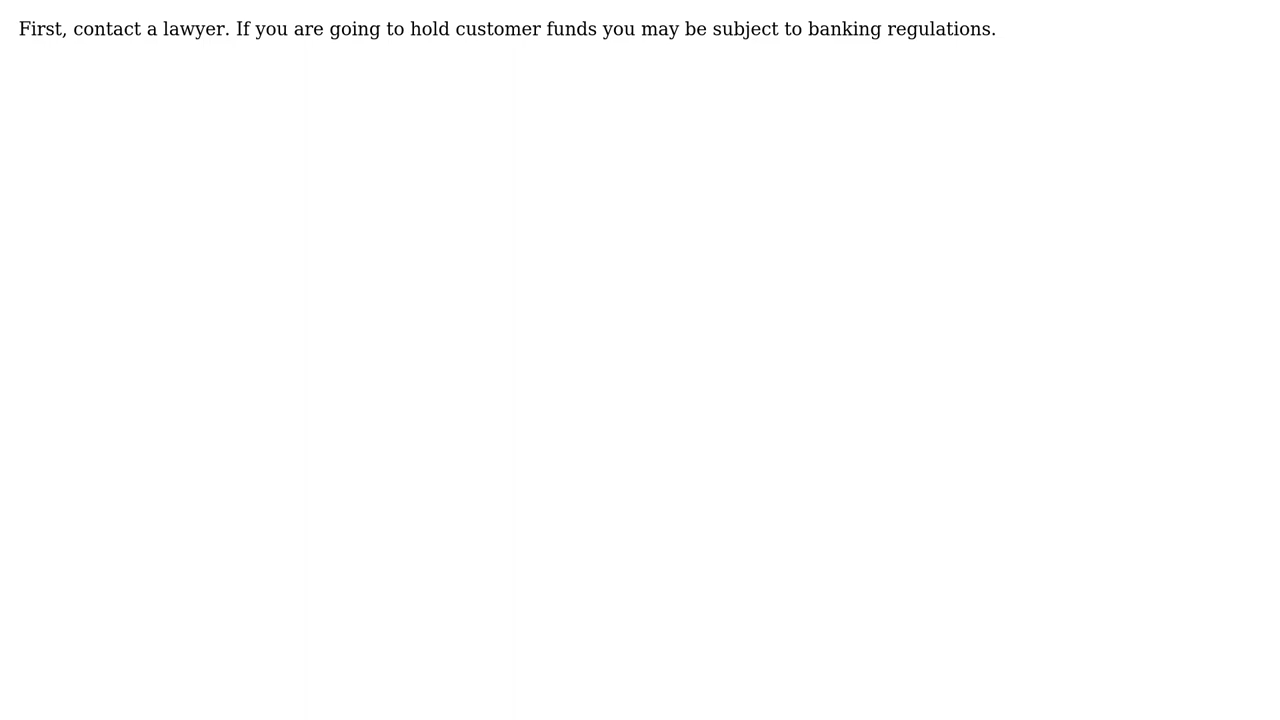 First, contact a lawyer. If you are going to hold customer funds you may be subject to banking regulations.